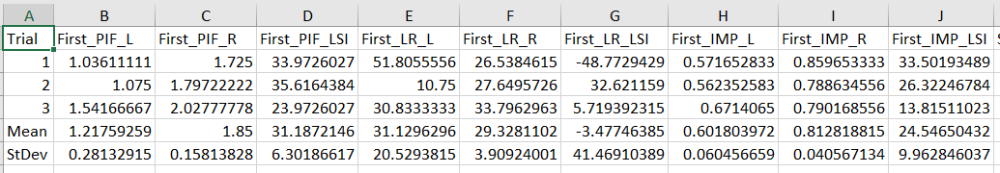 A B C D E F G H I J
Trial First_PIF_L First_PIF_R First_PIF_LSI First_LR_L First_LR_R First_LR_LSI First_IMP_L First_IMP_R First_IMP_LSI
1 1.03611111 1.725 33.9726027 51.8055556 26.5384615 -48.7729429 0.571652833 0.859653333 33.50193489
2 1.075 1.79722222 35.6164384 10.75 27.6495726 32.621159 0.562352583 0.788634556 26.32246784
3 1.54166667 2.02777778 23.9726027 30.8333333 33.7962963 5.719392315 0.6714065 0.790168556 13.81511023
Mean 1.21759259 1.85 31.1872146 31.1296296 29.3281102 -3.47746385 0.601803972 0.812818815 24.54650432
StDev 0.28132915 0.15813828 6.30186617 20.5293815 3.90924001 41.46910389 0.060456659 0.040567134 9.962846037